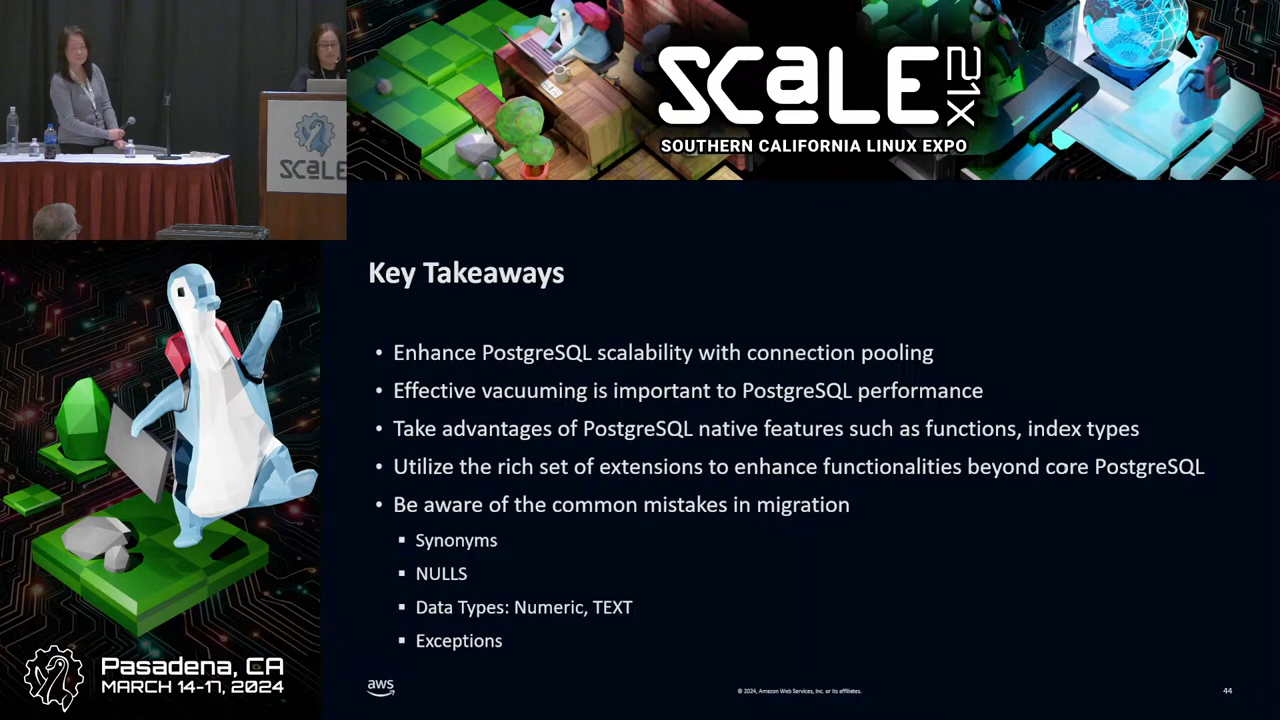 SCaLE 21X
SOUTHERN CALIFORNIA LINUX EXPO
SCaLE
Key Takeaways
• Enhance PostgreSQL scalability with connection pooling
• Effective vacuuming is important to PostgreSQL performance
• Take advantages of PostgreSQL native features such as functions, index types
• Utilize the rich set of extensions to enhance functionalities beyond core PostgreSQL
• Be aware of the common mistakes in migration
▪ Synonyms
▪ NULLS
▪ Data Types: Numeric, TEXT
▪ Exceptions
Pasadena, CA
MARCH 14-17, 2024
aws
© 2024, Amazon Web Services, Inc. or its affiliates.
44